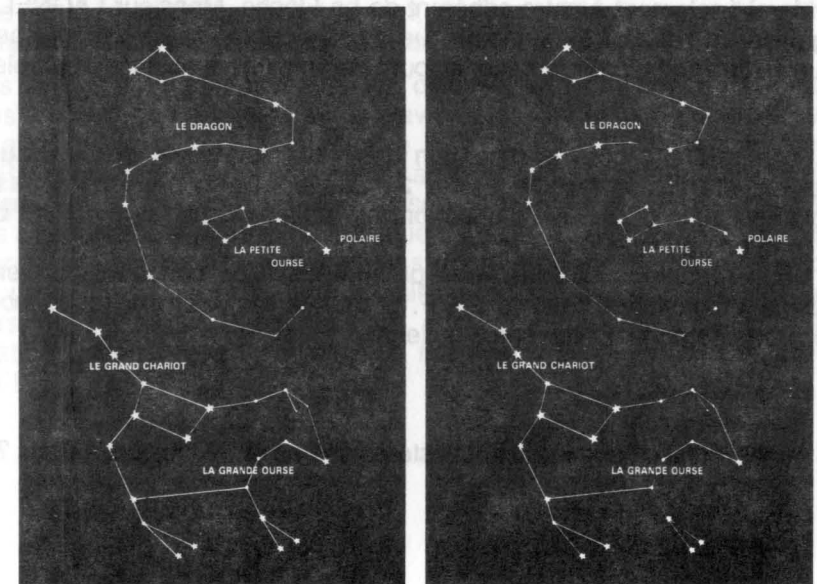 LE DRAGON
LA PETITE
OURSE
POLAIRE
LE GRAND CHARIOT
LA GRANDE OURSE
LE DRAGON
LA PETITE
OURSE
POLAIRE
LE GRAND CHARIOT
LA GRANDE OURSE